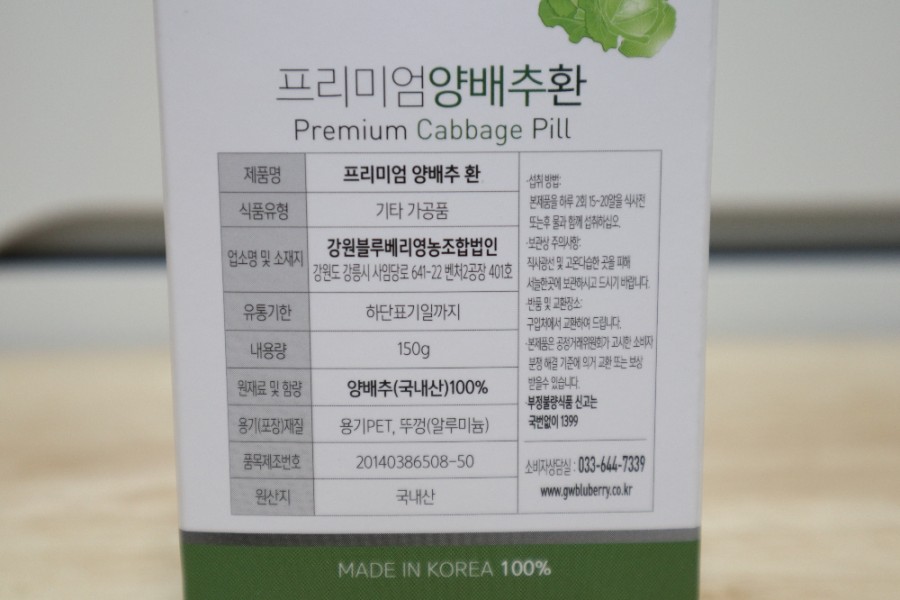 프리미엄양배추환
Premium Cabbage Pill
제품명 프리미엄 양배추 환
식품유형 기타 가공품
업소명 및 소재지 강원블루베리영농조합법인
강원도 강릉시 사임당로 641-22 벤처2공장 401호
유통기한 하단표기일까지
내용량 150g
원재료 및 함량 양배추(국내산)100%
용기(포장)재질 용기PET, 뚜껑(알루미늄)
품목제조번호 20140386508-50
원산지 국내산
·섭취 방법:
본제품을 하루 2회 15~20알을 식사전
또는후 물과 함께 섭취하십오.
·보관상 주의사항:
직사광선 및 고온다습한 곳을 피해
서늘한곳에 보관하시고 드시기 바랍니다.
·반품 및 교환장소:
구입처에서 교환하여 드립니다.
·본제품은 공정거래위원회가 고시한 소비자
분쟁 해결 기준에 의거 교환 또는 보상
받을수 있습니다.
·부정불량식품 신고는
국번없이 1399
소비자상담실 : 033-644-7339
www.gwbluberry.co.kr
MADE IN KOREA 100%